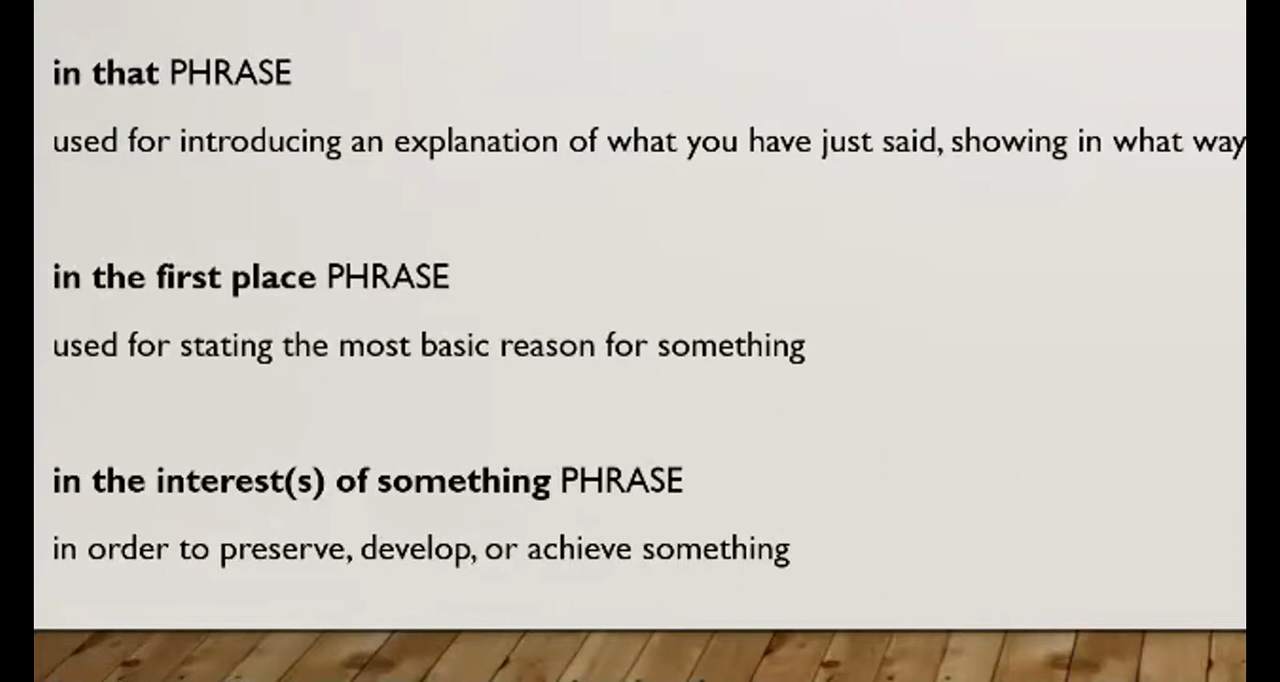 in that PHRASE
used for introducing an explanation of what you have just said, showing in what way
in the first place PHRASE
used for stating the most basic reason for something
in the interest(s) of something PHRASE
in order to preserve, develop, or achieve something